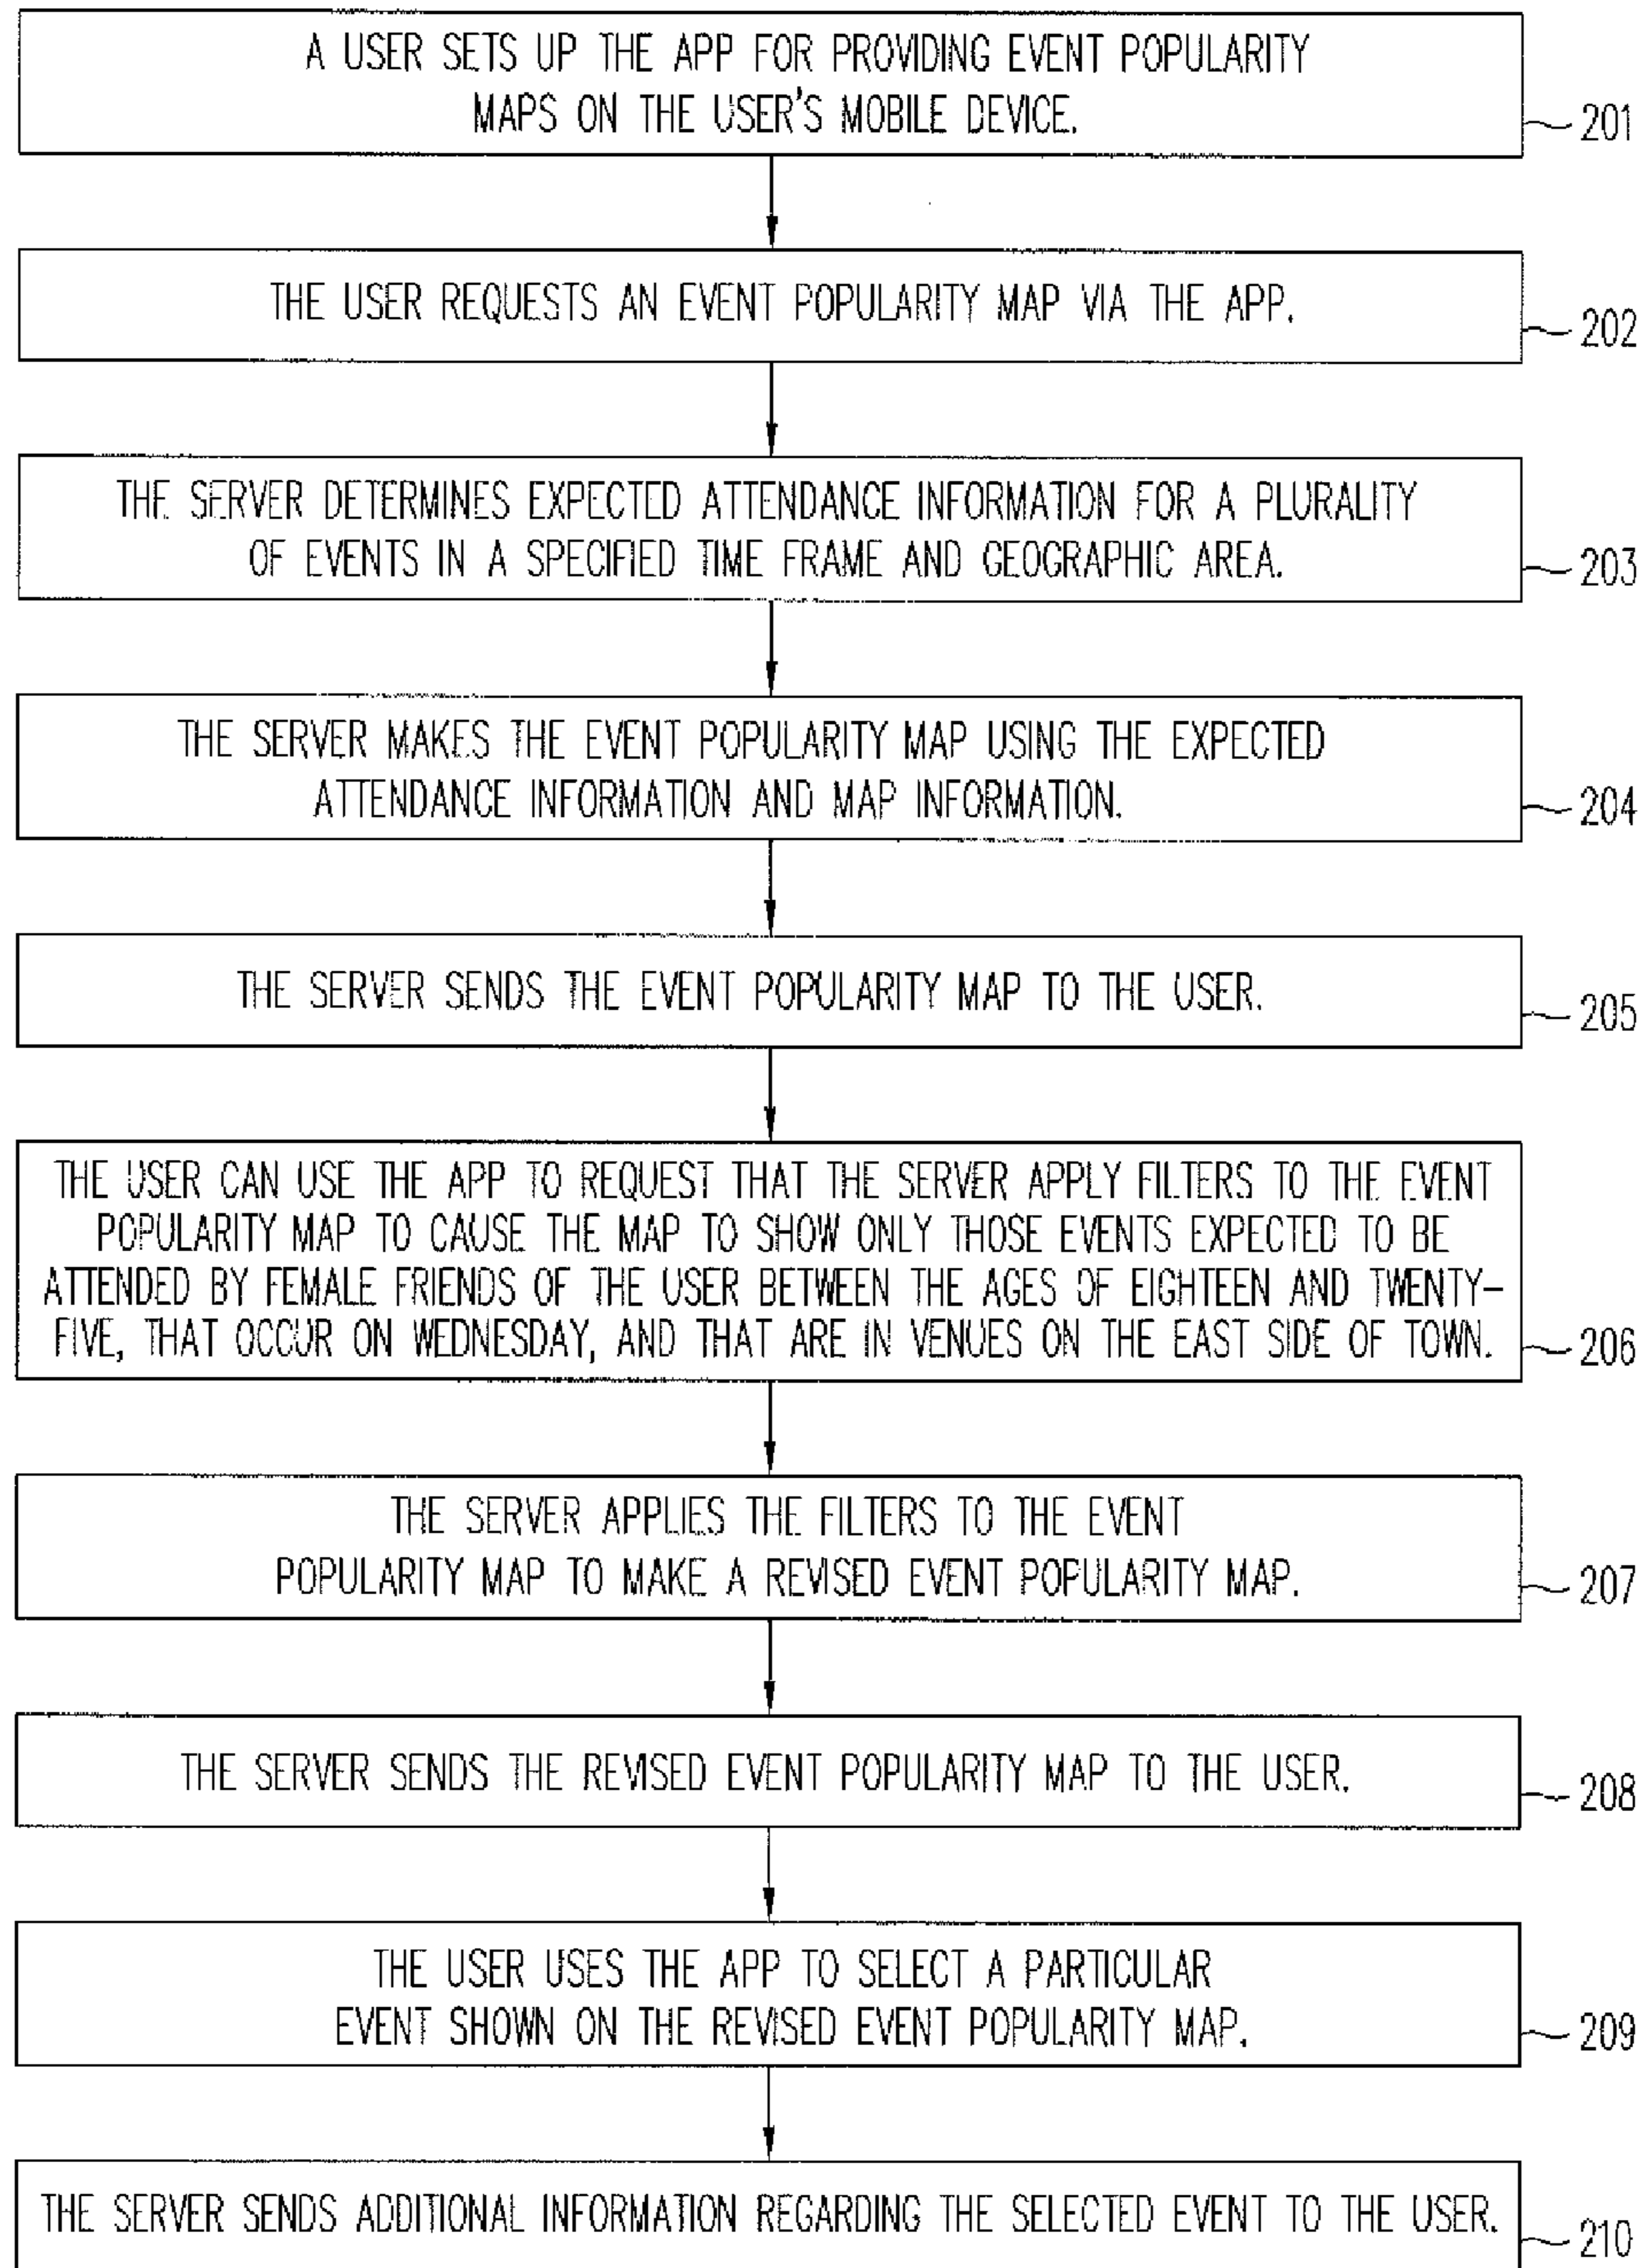 A USER SETS UP THE APP FOR PROVIDING EVENT POPULARITY
MAPS ON THE USER'S MOBILE DEVICE.
201
THE USER REQUESTS AN EVENT POPULARITY MAP VIA THE APP.
202
THE SERVER DETERMINES EXPECTED ATTENDANCE INFORMATION FOR A PLURALITY
OF EVENTS IN A SPECIFIED TIME FRAME AND GEOGRAPHIC AREA.
203
THE SERVER MAKES THE EVENT POPULARITY MAP USING THE EXPECTED
ATTENDANCE INFORMATION AND MAP INFORMATION.
204
THE SERVER SENDS THE EVENT POPULARITY MAP TO THE USER.
205
THE USER CAN USE THE APP TO REQUEST THAT THE SERVER APPLY FILTERS TO THE EVENT
POPULARITY MAP TO CAUSE THE MAP TO SHOW ONLY THOSE EVENTS EXPECTED TO BE
ATTENDED BY FEMALE FRIENDS OF THE USER BETWEEN THE AGES OF EIGHTEEN AND TWENTY-
FIVE, THAT OCCUR ON WEDNESDAY, AND THAT ARE IN VENUES ON THE EAST SIDE OF TOWN.
206
THE SERVER APPLIES THE FILTERS TO THE EVENT
POPULARITY MAP TO MAKE A REVISED EVENT POPULARITY MAP.
207
THE SERVER SENDS THE REVISED EVENT POPULARITY MAP TO THE USER.
208
THE USER USES THE APP TO SELECT A PARTICULAR
EVENT SHOWN ON THE REVISED EVENT POPULARITY MAP.
209
THE SERVER SENDS ADDITIONAL INFORMATION REGARDING THE SELECTED EVENT TO THE USER.
210